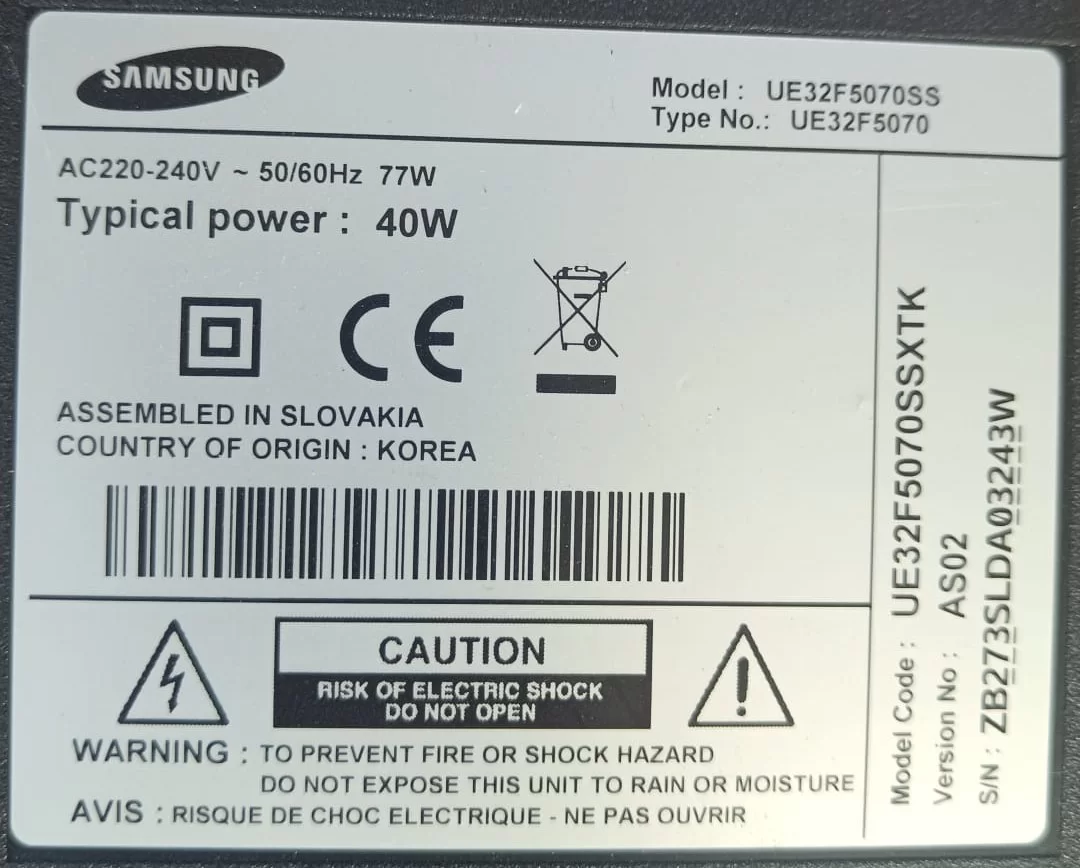 SAMSUNG
Model : UE32F5070SS
Type No.: UE32F5070
AC220-240V ~ 50/60Hz 77W
Typical power : 40W
CE
ASSEMBLED IN SLOVAKIA
COUNTRY OF ORIGIN : KOREA
CAUTION
RISK OF ELECTRIC SHOCK
DO NOT OPEN
WARNING : TO PREVENT FIRE OR SHOCK HAZARD
DO NOT EXPOSE THIS UNIT TO RAIN OR MOISTURE
AVIS : RISQUE DE CHOC ELECTRIQUE - NE PAS OUVRIR
Model Code : UE32F5070SSXTK
Version No : AS02
S/N : ZB273SLDA03243W